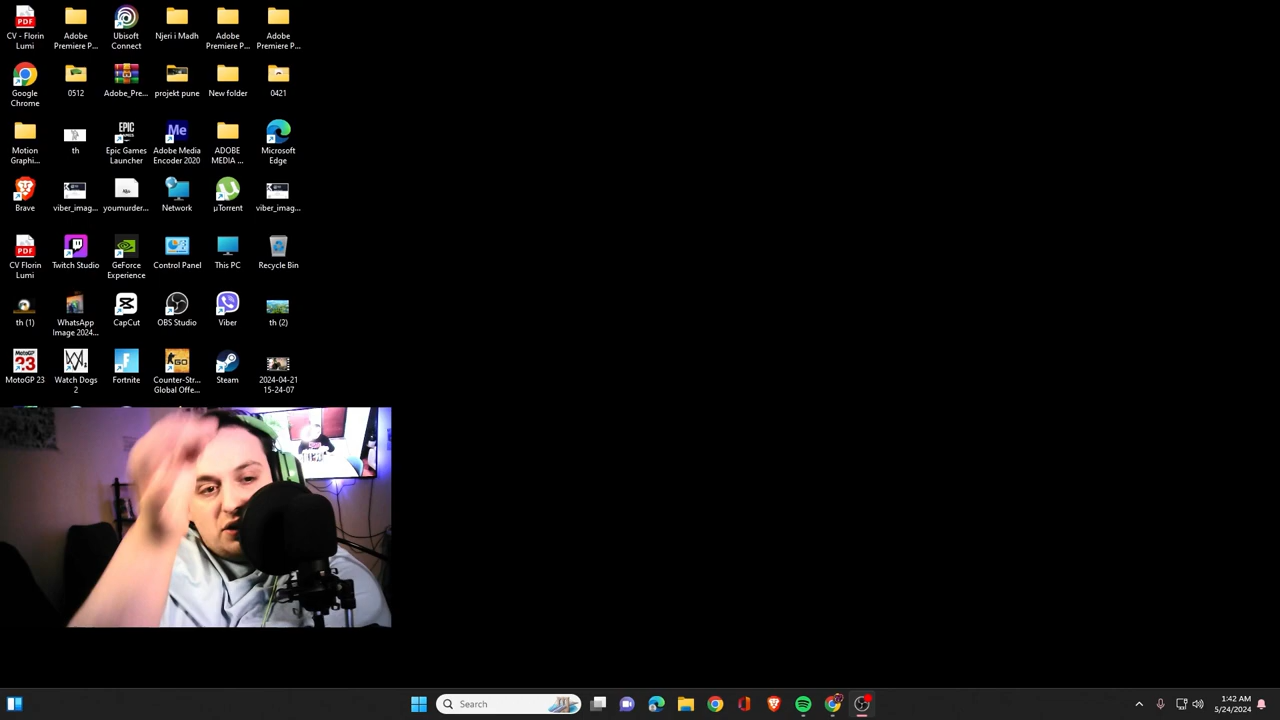 CV - Florin
Lumi
Adobe
Premiere P...
Ubisoft
Connect
Njeri i Madh
Adobe
Premiere P...
Adobe
Premiere P...
Google
Chrome
0512
Adobe_Pre...
projekt pune
New folder
0421
Motion
Graphi...
th
Epic Games
Launcher
Adobe Media
Encoder 2020
ADOBE
MEDIA ...
Microsoft
Edge
Brave
viber_imag...
youmurder...
Network
µTorrent
viber_imag...
CV Florin
Lumi
Twitch Studio
GeForce
Experience
Control Panel
This PC
Recycle Bin
th (1)
WhatsApp
Image 2024...
CapCut
OBS Studio
Viber
th (2)
MotoGP 23
Watch Dogs
2
Fortnite
Counter-Str...
Global Offe...
Steam
2024-04-21
15-24-07
Search
1:42 AM
5/24/2024